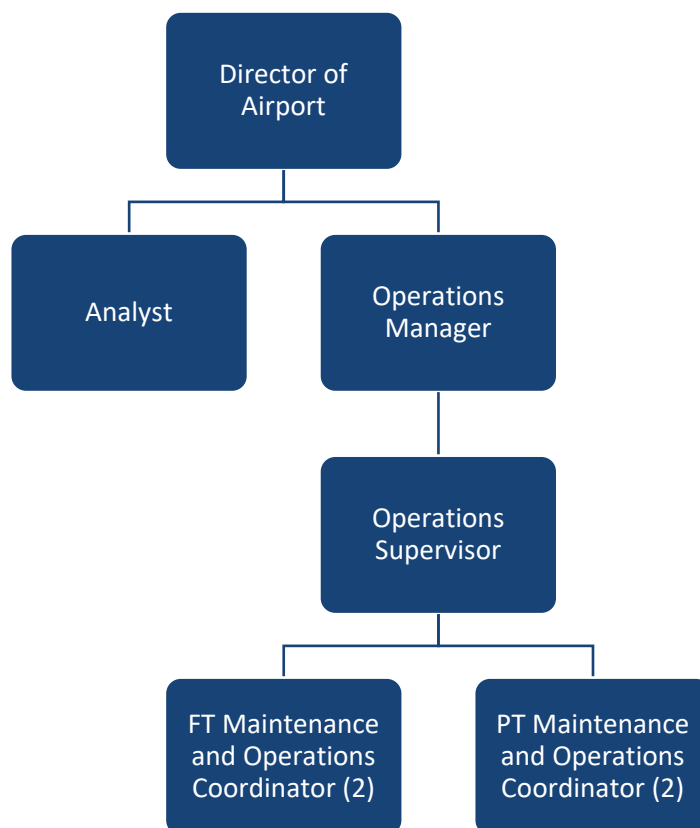 Director of
Airport
Analyst
Operations
Manager
Operations
Supervisor
FT Maintenance
and Operations
Coordinator (2)
PT Maintenance
and Operations
Coordinator (2)